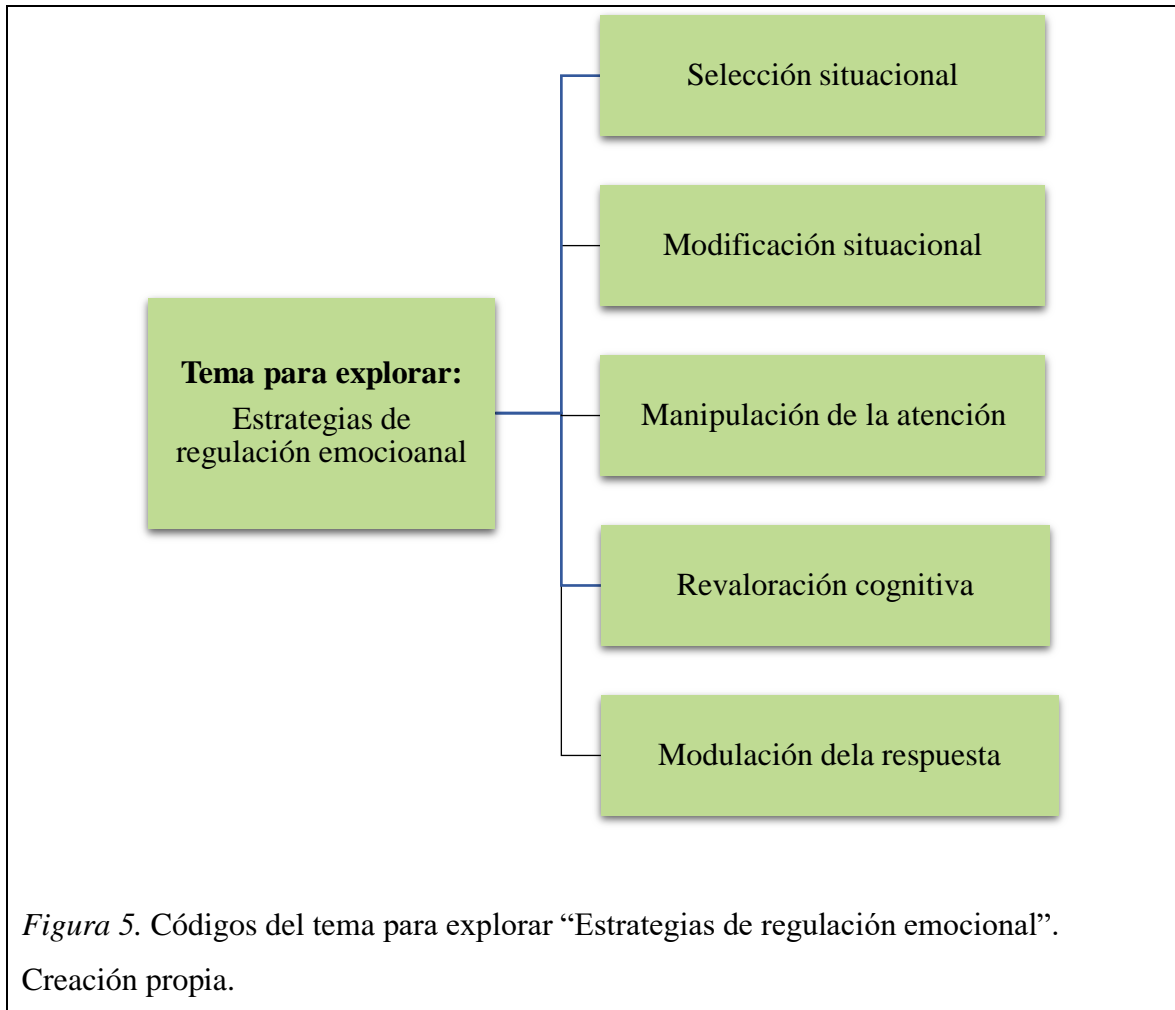 Selección situacional
Modificación situacional
Tema para explorar:
Estrategias de
regulación emocioanal
Manipulación de la atención
Revaloración cognitiva
Modulación dela respuesta
Figura 5. Códigos del tema para explorar “Estrategias de regulación emocional”.
Creación propia.